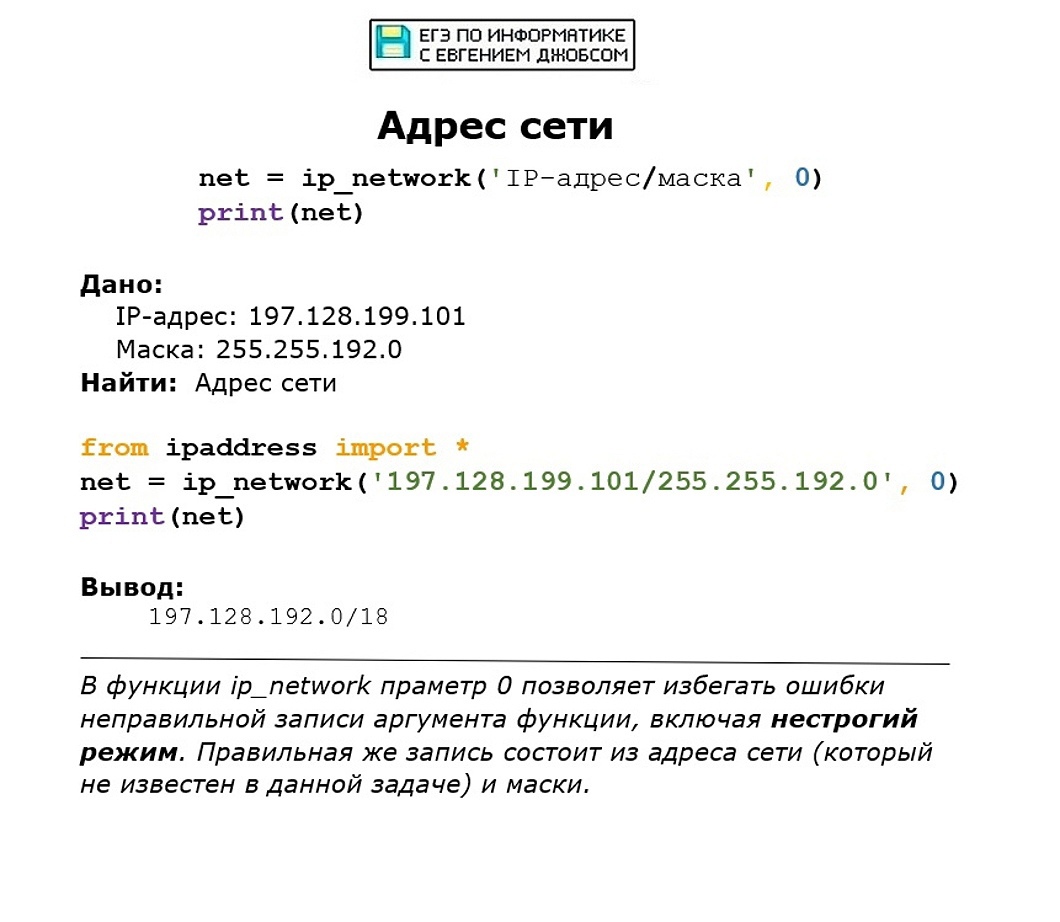 ЕГЭ ПО ИНФОРМАТИКЕ
С ЕВГЕНИЕМ ДЖОБСОМ
Адрес сети
net = ip_network('IP-адрес/маска', 0)
print(net)
Дано:
IP-адрес: 197.128.199.101
Маска: 255.255.192.0
Найти: Адрес сети
from ipaddress import *
net = ip_network('197.128.199.101/255.255.192.0', 0)
print(net)
Вывод:
197.128.192.0/18
В функции ip_network праметр 0 позволяет избегать ошибки
неправильной записи аргумента функции, включая нестрогий
режим. Правильная же запись состоит из адреса сети (который
не известен в данной задаче) и маски.